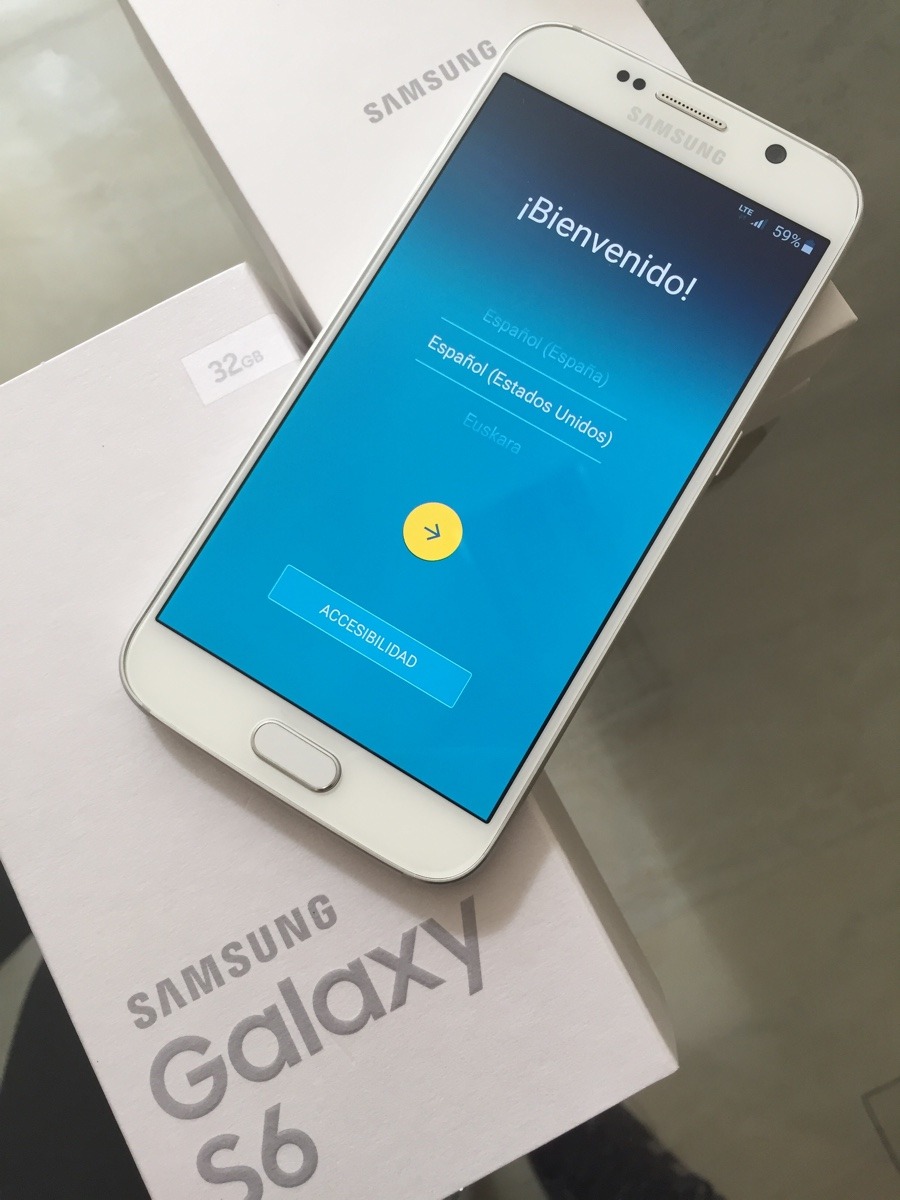 SAMSUNG
SAMSUNG
LTE
59%
¡Bienvenido!
Español (España)
Español (Estados Unidos)
Euskara
ACCESIBILIDAD
32GB
SAMSUNG
Galaxy
S6